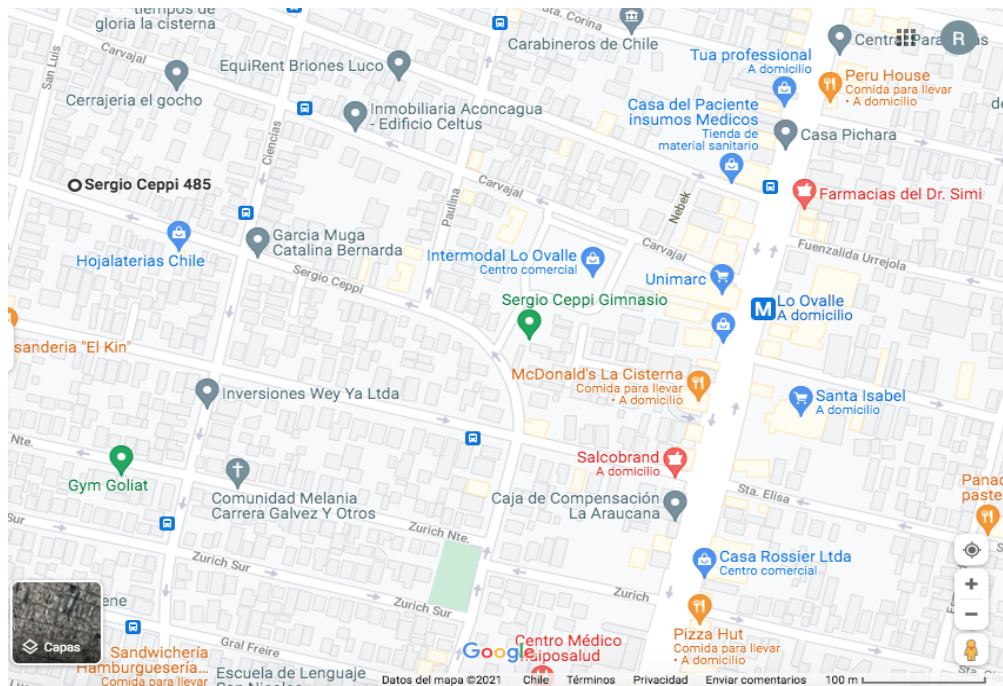 tiempos de
gloria la cisterna
Sta. Corina
Carabineros de Chile
R
Carvajal
San Luis
EquiRent Briones Luco
Cerrajeria el gocho
Inmobiliaria Aconcagua
- Edificio Celtus
Tua professional
A domicilio
Peru House
Comida para llevar
• A domicilio
Casa del Paciente
insumos Medicos
Tienda de
material sanitario
Casa Pichara
Ciencias
Sergio Ceppi 485
Carvajal
Paulina
Nebek
Farmacias del Dr. Simi
Garcia Muga
Catalina Bernarda
Hojalaterias Chile
Intermodal Lo Ovalle
Centro comercial
Carvajal
Fuenzalida Urrejola
Unimarc
Sergio Ceppi
Sergio Ceppi Gimnasio
M
Lo Ovalle
A domicilio
sanderia "El Kin"
McDonald's La Cisterna
Comida para llevar
• A domicilio
Inversiones Wey Ya Ltda
Santa Isabel
A domicilio
Nte.
Gym Goliat
Salcobrand
A domicilio
Comunidad Melania
Carrera Galvez Y Otros
Caja de Compensación
La Araucana
Sta. Elisa
Sur
Zurich Nte.
Zurich Sur
Casa Rossier Ltda
Centro comercial
Zurich
Zurich Sur
Capas
Gral Freire
Sandwichería
Hamburguesería...
Escuela de Lenguaje
Google
Centro Médico
Pizza Hut
Comida para llevar
• A domicilio
Datos del mapa ©2021 Chile Términos Privacidad Enviar comentarios 100 m